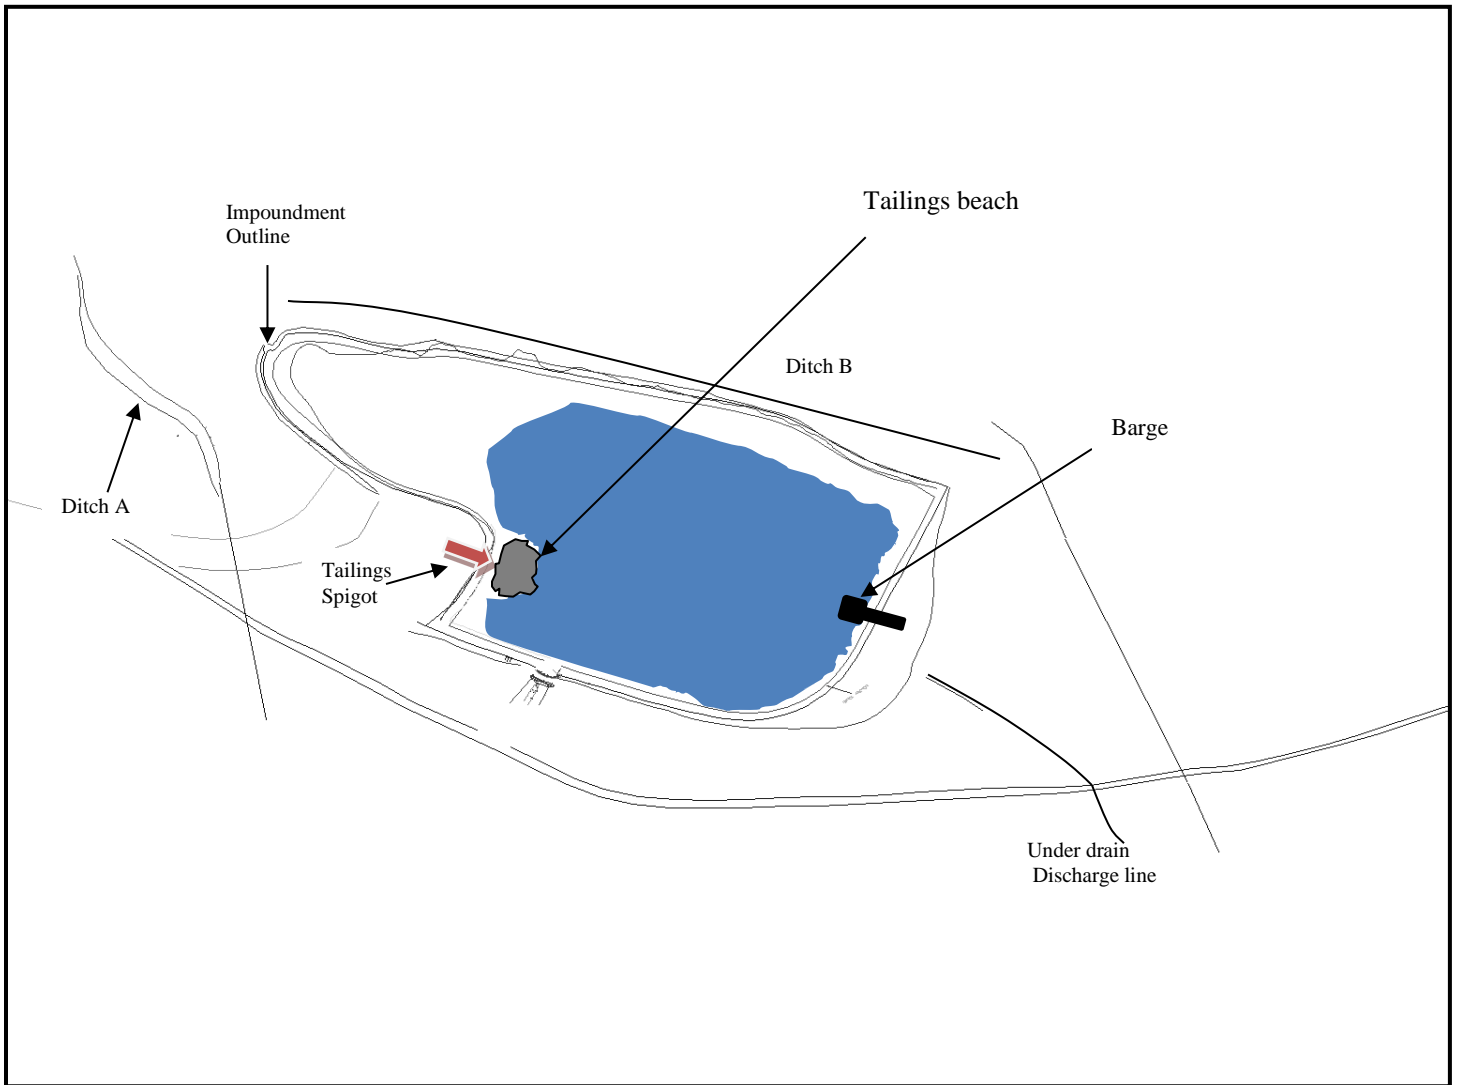 Tailings beach
Impoundment
Outline
Ditch B
Barge
Ditch A
Tailings
Spigot
Under drain
Discharge line